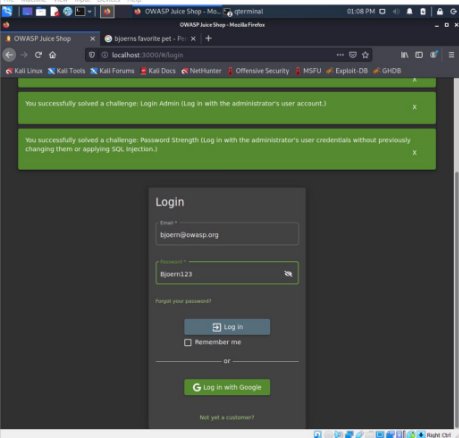 OWASP Juice Shop - Mo...
qterminal
01:08 PM
OWASP Juice Shop - Mozilla Firefox
OWASP Juice Shop
bjoerns favorite pet - Pe
localhost:3000/#/login
Kali Linux
Kali Tools
Kali Forums
Kali Docs
NetHunter
Offensive Security
MSFU
Exploit-DB
GHDB
X
You successfully solved a challenge: Login Admin (Log in with the administrator's user account.)
X
You successfully solved a challenge: Password Strength (Log in with the administrator's user credentials without previously
changing them or applying SQL Injection.)
X
Login
Email *
bjoern@owasp.org
Password *
Bjoern123
Forgot your password?
Log in
Remember me
or
G Log in with Google
Not yet a customer?
Right Ctrl